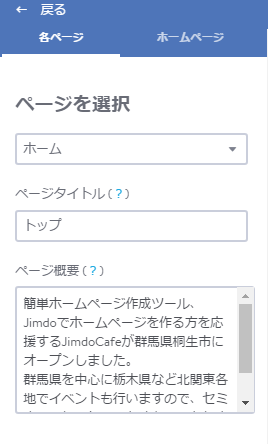 ← 戻る
各ページ ホームページ
ページを選択
ホーム
ページタイトル (?)
トップ
ページ概要 (?)
簡単ホームページ作成ツール、
Jimdoでホームページを作る方を応
援するJimdoCafeが群馬県桐生市に
オープンしました。
群馬県を中心に栃木県など北関東各
地でイベントも行いますので、セミ